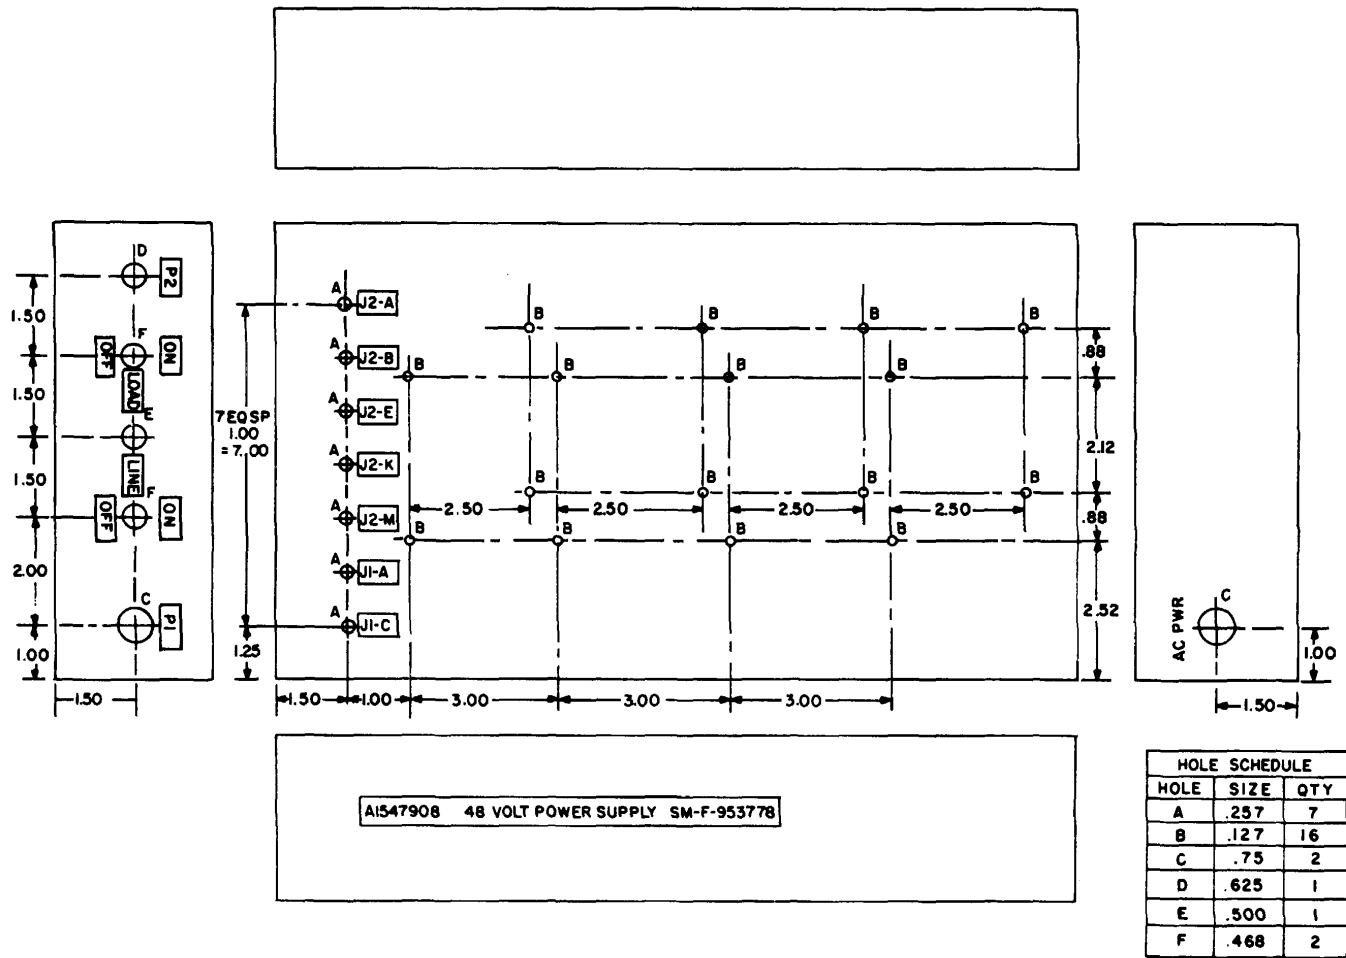 D
P2
1.50
F
OFF
ON
LOAD
1.50
E
1.50
LINE
F
OFF
ON
2.00
C
P1
1.00
1.50
A J2-A
A J2-B
A J2-E
A J2-K
A J2-M
A J1-A
A J1-C
7 EQ SP
1.00
=7.00
1.25
B B B B
B B B B
.88
2.12
B B B B
2.50 2.50 2.50 2.50
.88
B B B B
2.52
1.50 1.00 3.00 3.00 3.00
C
AC PWR
1.00
1.50
A1547908 48 VOLT POWER SUPPLY SM-F-953778
HOLE SCHEDULE
HOLE SIZE QTY
A .257 7
B .127 16
C .75 2
D .625 1
E .500 1
F .468 2